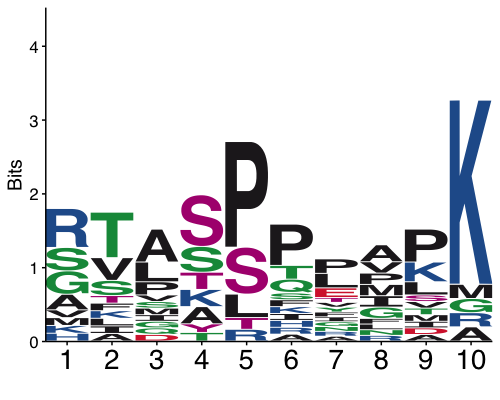 Bits
4
3
2
1
0
R S G A V M K H
T V S T K A
A L P V S M G D
S S T K A Y T
P S L T R
P T Q S K A
P L E
A V P M I G R
P K L S T M D A
K M G R A
1 2 3 4 5 6 7 8 9 10